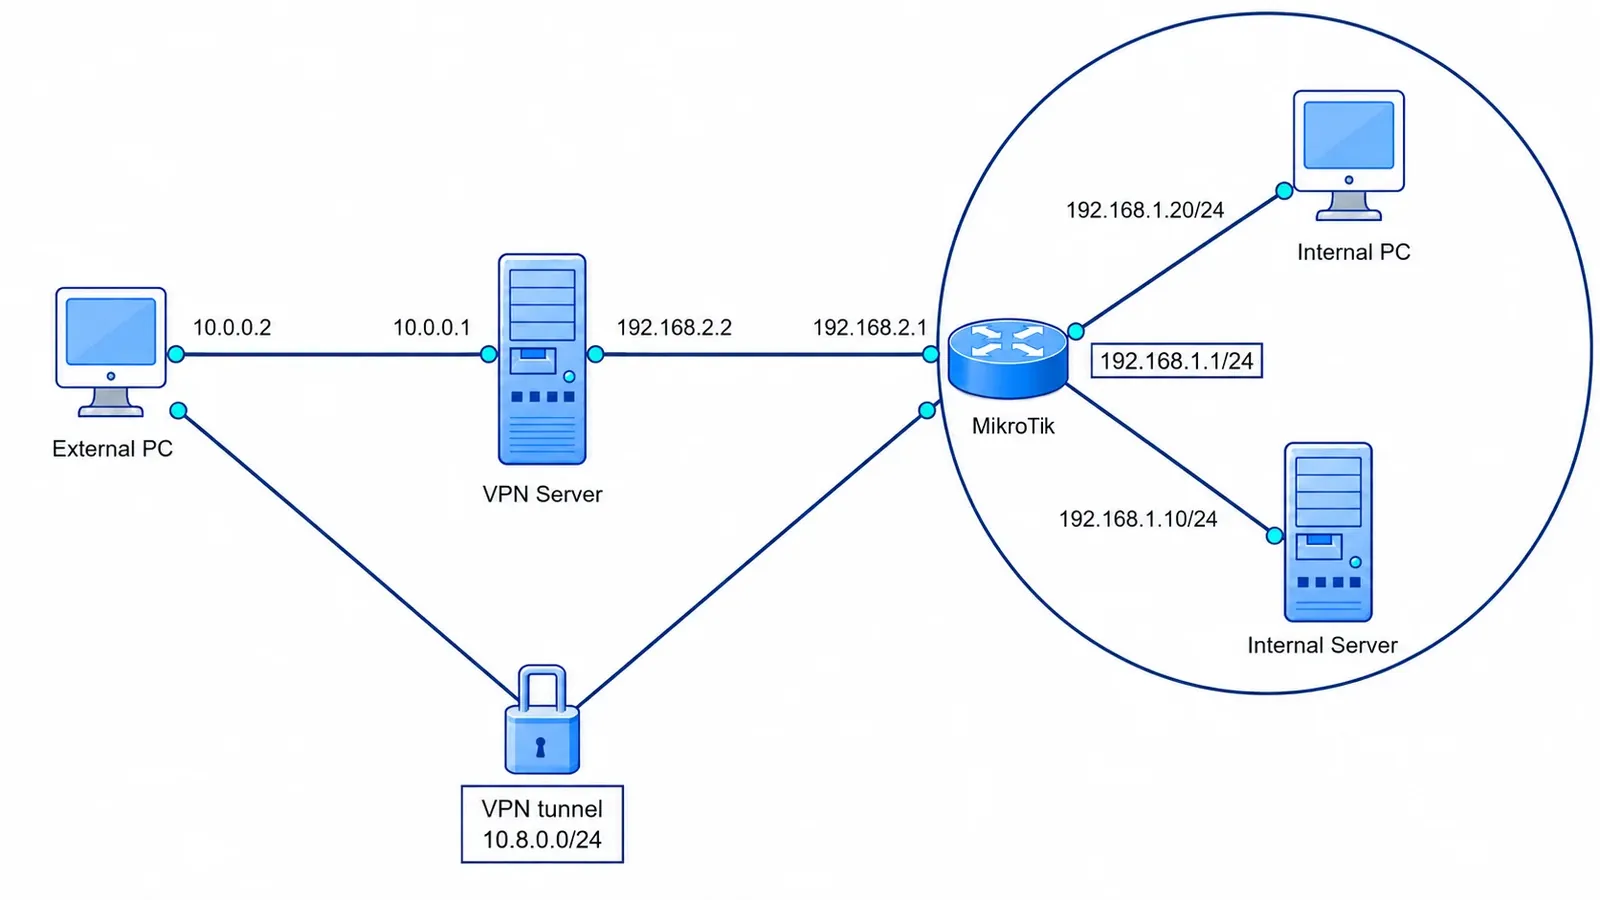 192.168.1.20/24
Internal PC
10.0.0.2
10.0.0.1
192.168.2.2
192.168.2.1
192.168.1.1/24
MikroTik
External PC
VPN Server
192.168.1.10/24
Internal Server
VPN tunnel
10.8.0.0/24